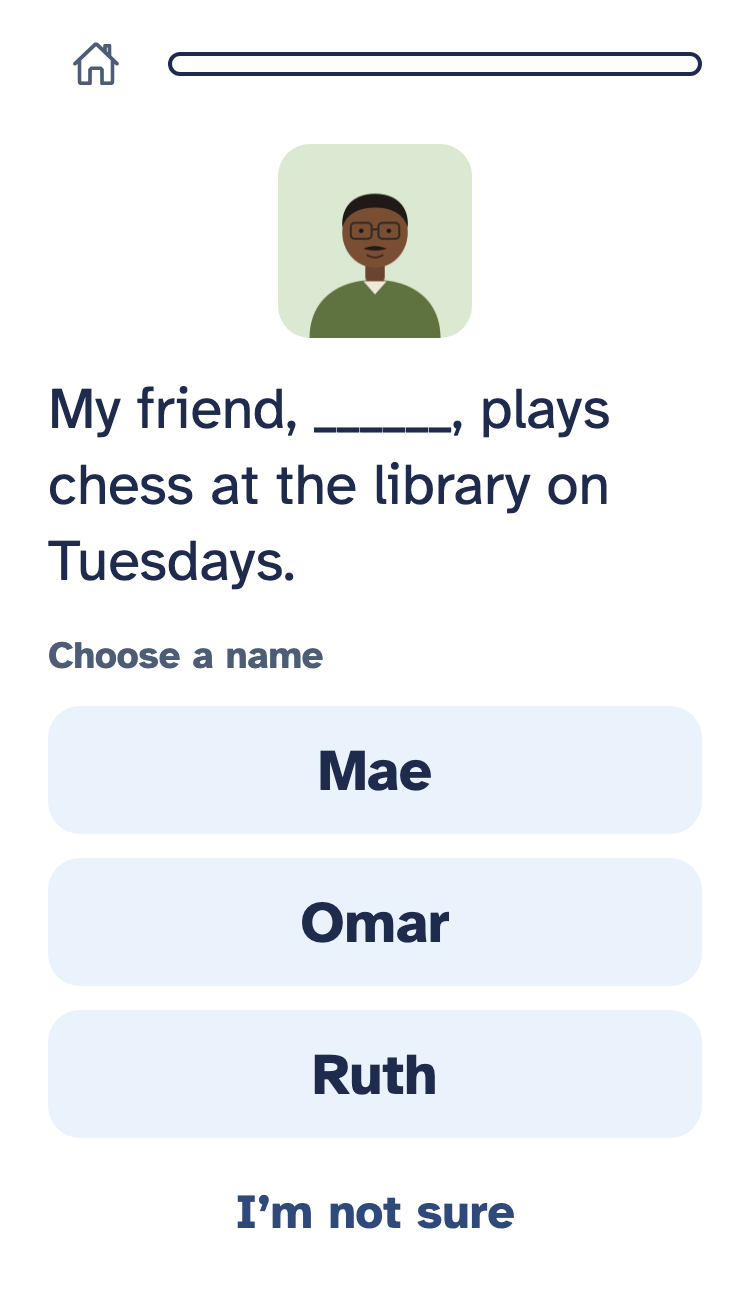 My friend, ______, plays
chess at the library on
Tuesdays.
Choose a name
Mae
Omar
Ruth
I’m not sure